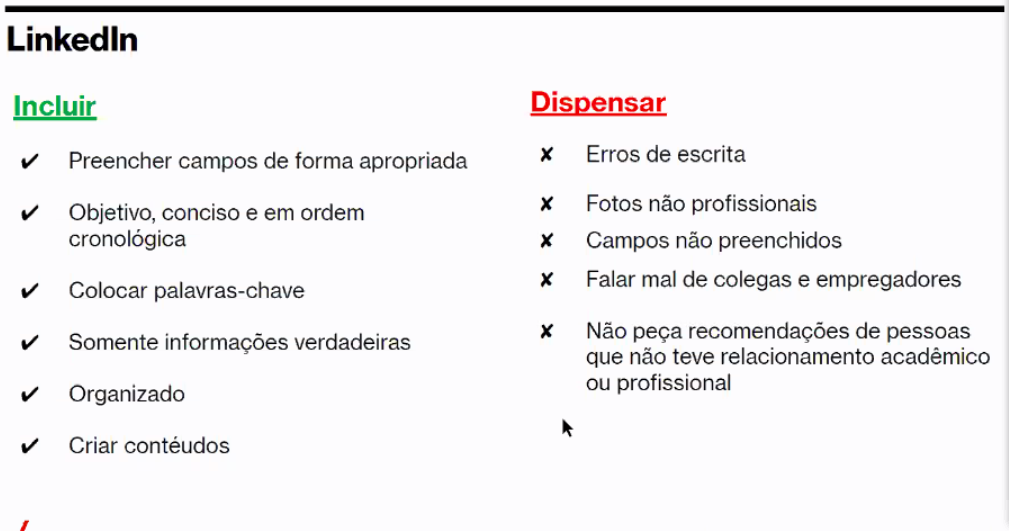 LinkedIn
Incluir
✔ Preencher campos de forma apropriada
✔ Objetivo, conciso e em ordem
cronológica
✔ Colocar palavras-chave
✔ Somente informações verdadeiras
✔ Organizado
✔ Criar contéudos
Dispensar
✘ Erros de escrita
✘ Fotos não profissionais
✘ Campos não preenchidos
✘ Falar mal de colegas e empregadores
✘ Não peça recomendações de pessoas
que não teve relacionamento acadêmico
ou profissional